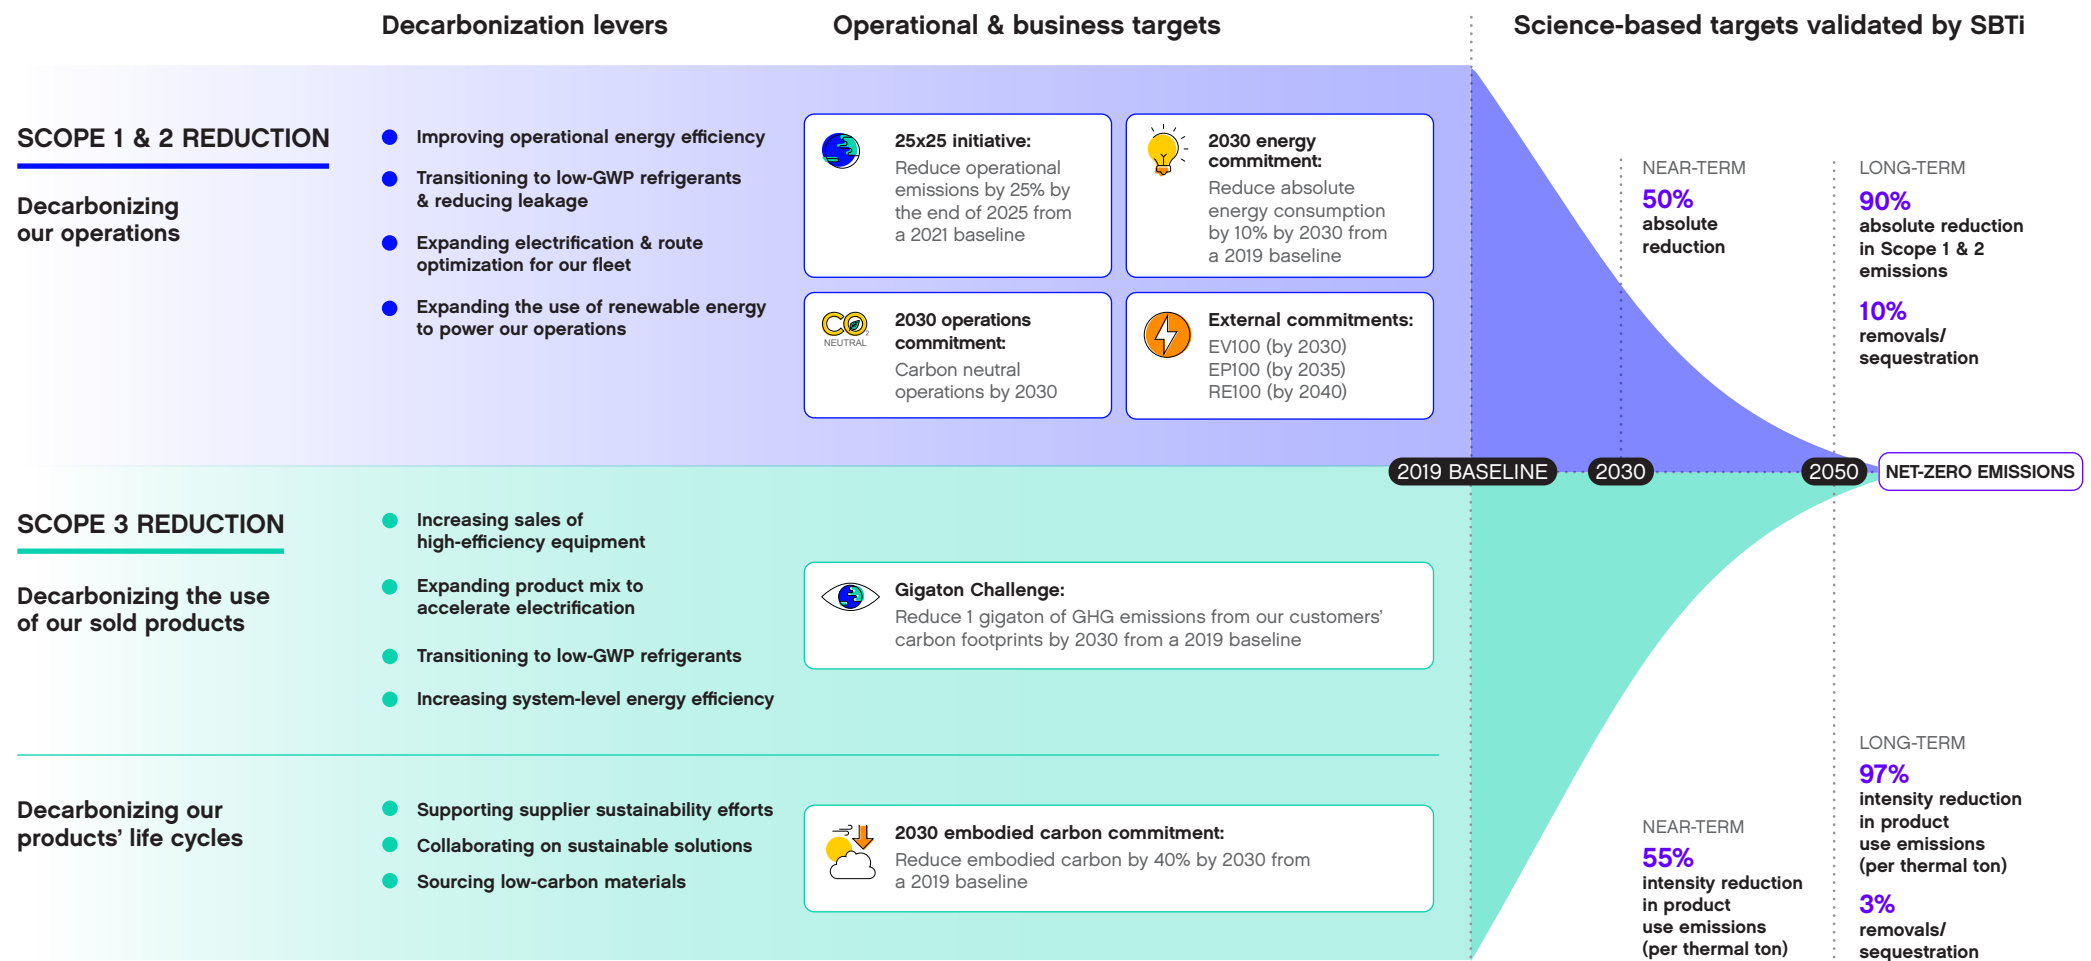 Decarbonization levers
Operational & business targets
Science-based targets validated by SBTi
SCOPE 1 & 2 REDUCTION
Decarbonizing
our operations
Improving operational energy efficiency
Transitioning to low-GWP refrigerants
& reducing leakage
Expanding electrification & route
optimization for our fleet
Expanding the use of renewable energy
to power our operations
25x25 initiative:
Reduce operational
emissions by 25% by
the end of 2025 from
a 2021 baseline
2030 energy
commitment:
Reduce absolute
energy consumption
by 10% by 2030 from
a 2019 baseline
CO2
NEUTRAL
2030 operations
commitment:
Carbon neutral
operations by 2030
External commitments:
EV100 (by 2030)
EP100 (by 2035)
RE100 (by 2040)
NEAR-TERM
50%
absolute
reduction
LONG-TERM
90%
absolute reduction
in Scope 1 & 2
emissions
10%
removals/
sequestration
2019 BASELINE
2030
2050
NET-ZERO EMISSIONS
SCOPE 3 REDUCTION
Decarbonizing the use
of our sold products
Increasing sales of
high-efficiency equipment
Expanding product mix to
accelerate electrification
Transitioning to low-GWP refrigerants
Increasing system-level energy efficiency
Gigaton Challenge:
Reduce 1 gigaton of GHG emissions from our customers’
carbon footprints by 2030 from a 2019 baseline
Decarbonizing our
products’ life cycles
Supporting supplier sustainability efforts
Collaborating on sustainable solutions
Sourcing low-carbon materials
2030 embodied carbon commitment:
Reduce embodied carbon by 40% by 2030 from
a 2019 baseline
NEAR-TERM
55%
intensity reduction
in product
use emissions
(per thermal ton)
LONG-TERM
97%
intensity reduction
in product
use emissions
(per thermal ton)
3%
removals/
sequestration